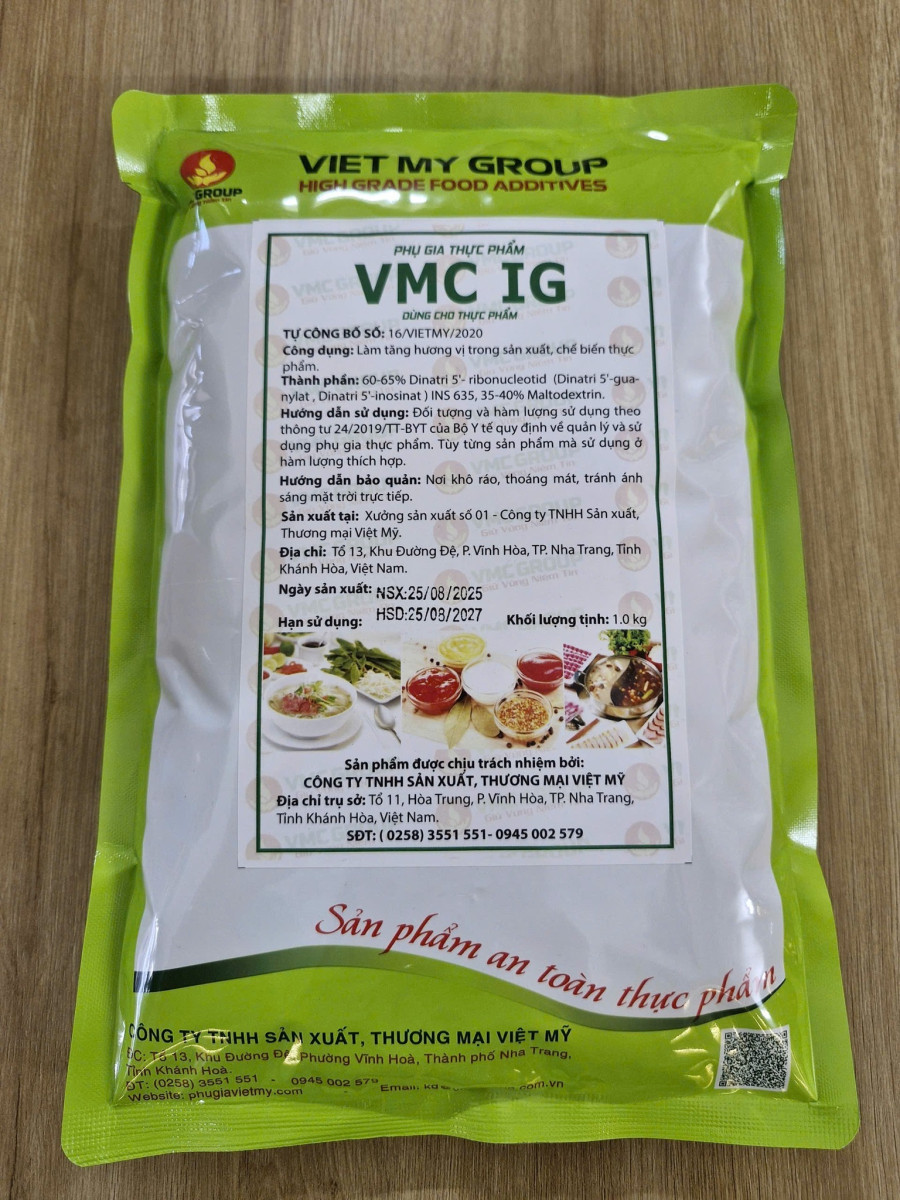 GROUP
VIET MY GROUP
HIGH GRADE FOOD ADDITIVES
PHỤ GIA THỰC PHẨM
VMC IG
DÙNG CHO THỰC PHẨM
TỰ CÔNG BỐ SỐ: 16/VIETMY/2020
Công dụng: Làm tăng hương vị trong sản xuất, chế biến thực
phẩm.
Thành phần: 60-65% Dinatri 5'- ribonucleotid (Dinatri 5'-gua-
nylat , Dinatri 5'-inosinat ) INS 635, 35-40% Maltodextrin.
Hướng dẫn sử dụng: Đối tượng và hàm lượng sử dụng theo
thông tư 24/2019/TT-BYT của Bộ Y tế quy định về quản lý và sử
dụng phụ gia thực phẩm. Tùy từng sản phẩm mà sử dụng ở
hàm lượng thích hợp.
Hướng dẫn bảo quản: Nơi khô ráo, thoáng mát, tránh ánh
sáng mặt trời trực tiếp.
Sản xuất tại: Xưởng sản xuất số 01 - Công ty TNHH Sản xuất,
Thương mại Việt Mỹ.
Địa chỉ: Tổ 13, Khu Đường Đệ, P. Vĩnh Hòa, TP. Nha Trang, Tỉnh
Khánh Hòa, Việt Nam.
Ngày sản xuất: NSX:25/08/2025
Hạn sử dụng: HSD:25/08/2027 Khối lượng tịnh: 1.0 kg
Sản phẩm được chịu trách nhiệm bởi:
CÔNG TY TNHH SẢN XUẤT, THƯƠNG MẠI VIỆT MỸ
Địa chỉ trụ sở: Tổ 11, Hòa Trung, P. Vĩnh Hòa, TP. Nha Trang,
Tỉnh Khánh Hòa, Việt Nam.
SĐT: ( 0258) 3551 551- 0945 002 579
Sản phẩm an toàn thực phẩm
CÔNG TY TNHH SẢN XUẤT, THƯƠNG MẠI VIỆT MỸ
ĐC: Tổ 13, Khu Đường Đệ, Phường Vĩnh Hoà, Thành phố Nha Trang,
Tỉnh Khánh Hoà.
ĐT: (0258) 3551 551 - 0945 002 579 - Email:
Website: phugiavietmy.com